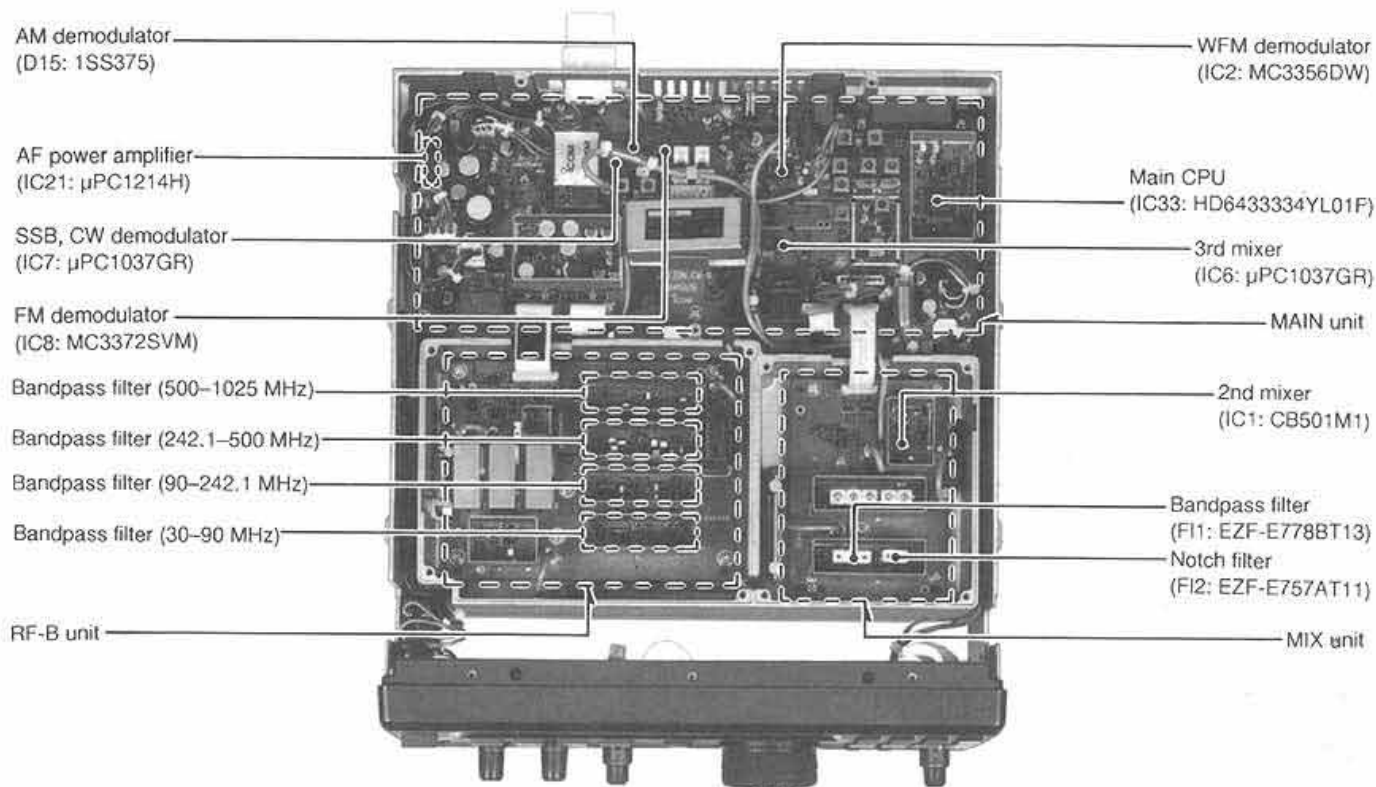 AM demodulator
(D15: 1SS375)
AF power amplifier
(IC21: µPC1214H)
SSB, CW demodulator
(IC7: µPC1037GR)
FM demodulator
(IC8: MC3372SVM)
Bandpass filter (500–1025 MHz)
Bandpass filter (242.1–500 MHz)
Bandpass filter (90–242.1 MHz)
Bandpass filter (30–90 MHz)
RF-B unit
WFM demodulator
(IC2: MC3356DW)
Main CPU
(IC33: HD6433334YL01F)
3rd mixer
(IC6: µPC1037GR)
MAIN unit
2nd mixer
(IC1: CB501M1)
Bandpass filter
(FI1: EZF-E778BT13)
Notch filter
(FI2: EZF-E757AT11)
MIX unit